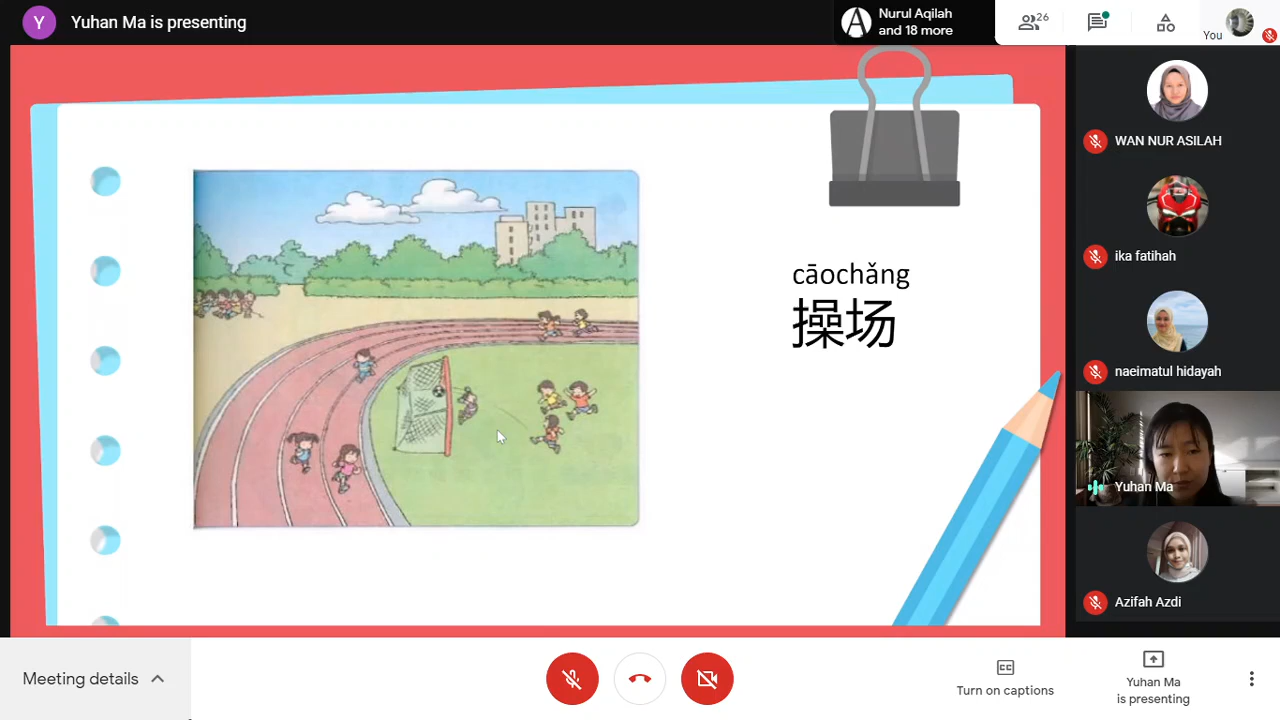 Y
Yuhan Ma is presenting
A
Nurul Aqilah
and 18 more
26
You
cāochǎng
操场
WAN NUR ASILAH
ika fatihah
naeimatul hidayah
Yuhan Ma
Azifah Azdi
Meeting details
CC
Turn on captions
Yuhan Ma
is presenting